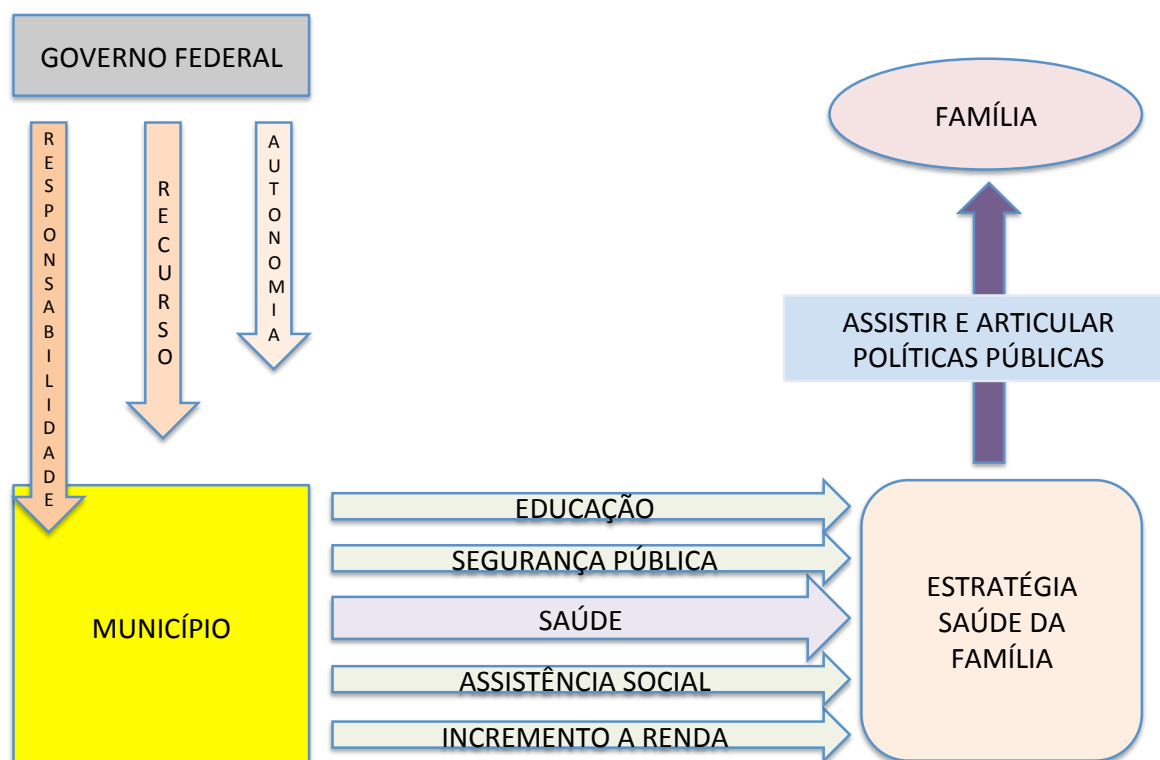 GOVERNO FEDERAL
FAMÍLIA
RESPONSABILIDADE
RECURSO
AUTONOMIA
ASSISTIR E ARTICULAR
POLÍTICAS PÚBLICAS
MUNICÍPIO
EDUCAÇÃO
SEGURANÇA PÚBLICA
SAÚDE
ASSISTÊNCIA SOCIAL
INCREMENTO A RENDA
ESTRATÉGIA
SAÚDE DA
FAMÍLIA